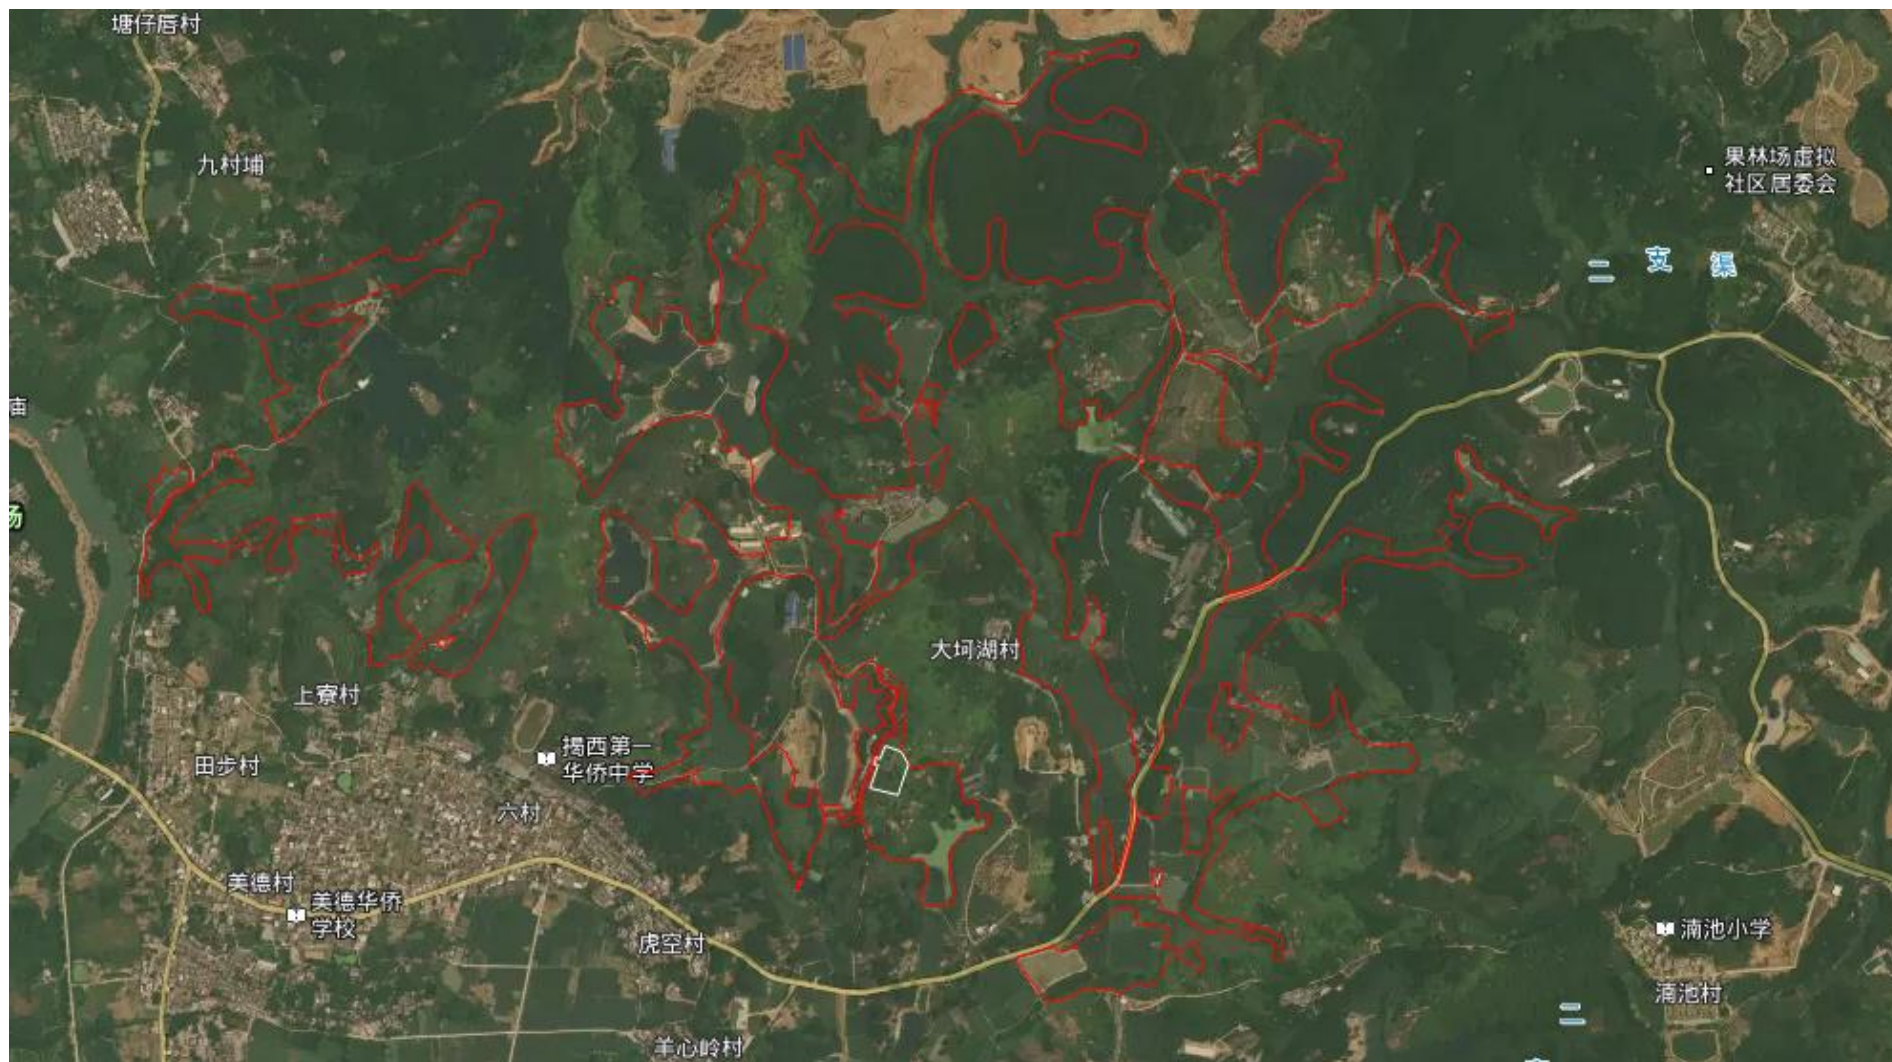 塘仔唇村
九村埔
果林场虚拟
社区居委会
二支渠
庙
场
大坷湖村
上寮村
揭西第一
华侨中学
田步村
六村
美德村
美德华侨
学校
虎空村
湳池小学
湳池村
二
羊心岭村